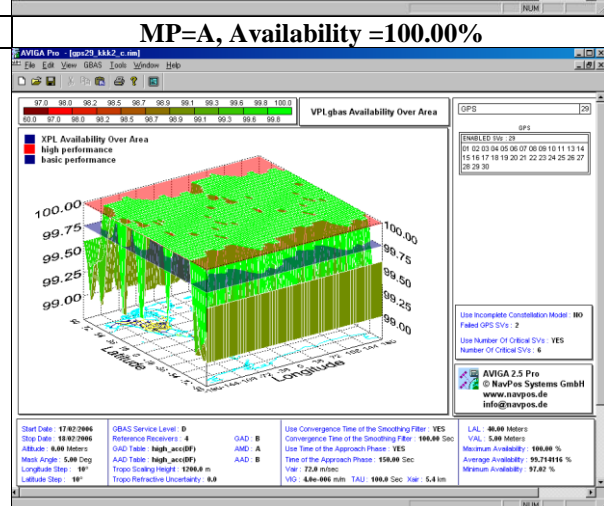 NUM
MP=A, Availability =100.00%
AVIGA Pro - [gps29_kkk2_c.rim]
File Edit View GBAS Tools Window Help
97.0 98.0 98.2 98.5 98.7 98.9 99.1 99.3 99.6 99.8 100.0
60.0 97.0 98.0 98.2 98.5 98.7 98.9 99.1 99.3 99.6 99.8
VPLgbas Availability Over Area
GPS 29
GPS
ENABLED SVs : 29
01 02 03 04 05 06 07 08 09 10 11 13 14
15 16 17 18 19 20 21 22 23 24 25 26 27
28 29 30
XPL Availability Over Area
high performance
basic performance
100.00
99.75
99.50
99.25
99.00
100.00
99.75
99.50
99.25
99.00
Latitude
Longitude
Use Incomplete Constellation Model : NO
Failed GPS SVs : 2
Use Number Of Critical SVs : YES
Number Of Critical SVs : 6
AVIGA 2.5 Pro
© NavPos Systems GmbH
www.navpos.de
info@navpos.de
Start Date : 17/02/2006
Stop Date : 18/02/2006
Altitude : 0.00 Meters
Mask Angle : 5.00 Deg
Longitude Step : 10°
Latitude Step : 10°
GBAS Service Level : D
Reference Receivers : 4 GAD : B
GAD Table : high_acc(DF) AMD : A
AAD Table : high_acc(DF) AAD : B
Tropo Scaling Height : 1200.0 m
Tropo Refractive Uncertainty : 0.0
Use Convergence Time of the Smoothing Filter : YES
Convergence Time of the Smoothing Filter : 100.00 Sec
Use Time of the Approach Phase : YES
Time of the Approach Phase : 150.00 Sec
Vair : 72.0 m/sec
VIG : 4.0e-006 m/m TAU : 100.0 Sec Xair : 5.4 km
LAL : 40.00 Meters
VAL : 5.00 Meters
Maximum Availability : 100.00 %
Average Availability : 99.714116 %
Minimum Availability : 97.02 %
NUM